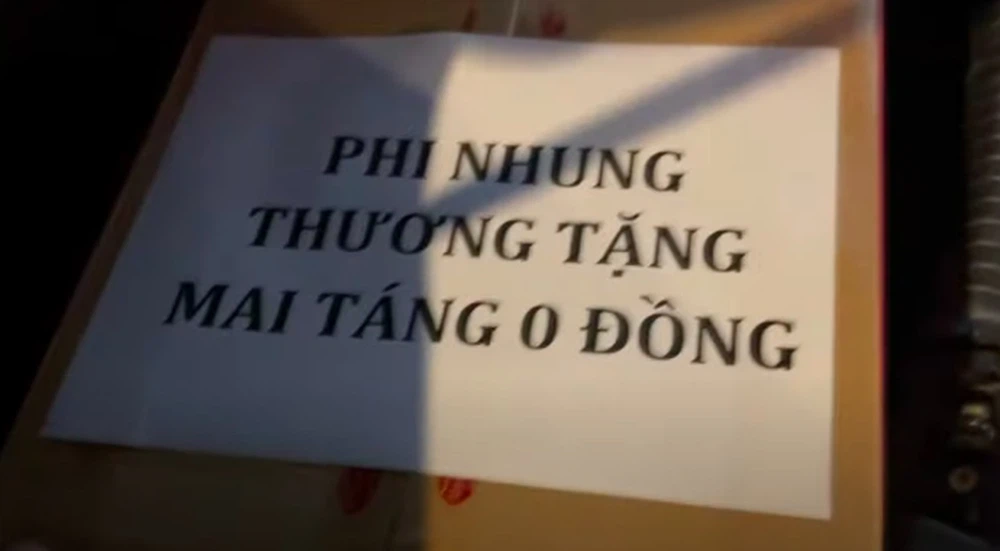 PHI NHUNG
THƯƠNG TẶNG
MAI TÁNG 0 ĐỒNG